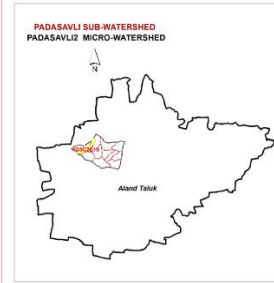 PADASAVLI SUB-WATERSHED
PADASAVLI2 MICRO-WATERSHED
N
Aland Taluk